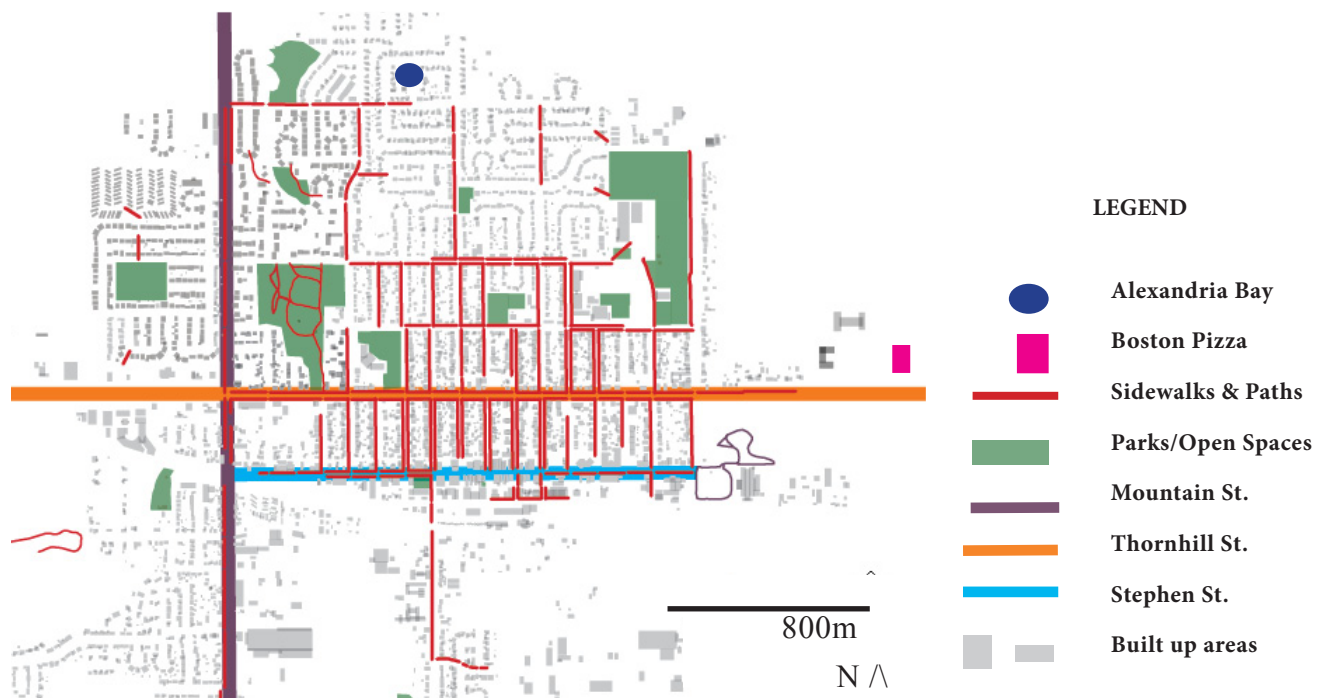 LEGEND
Alexandria Bay
Boston Pizza
Sidewalks & Paths
Parks/Open Spaces
Mountain St.
Thornhill St.
Stephen St.
Built up areas
^
800m
N /\